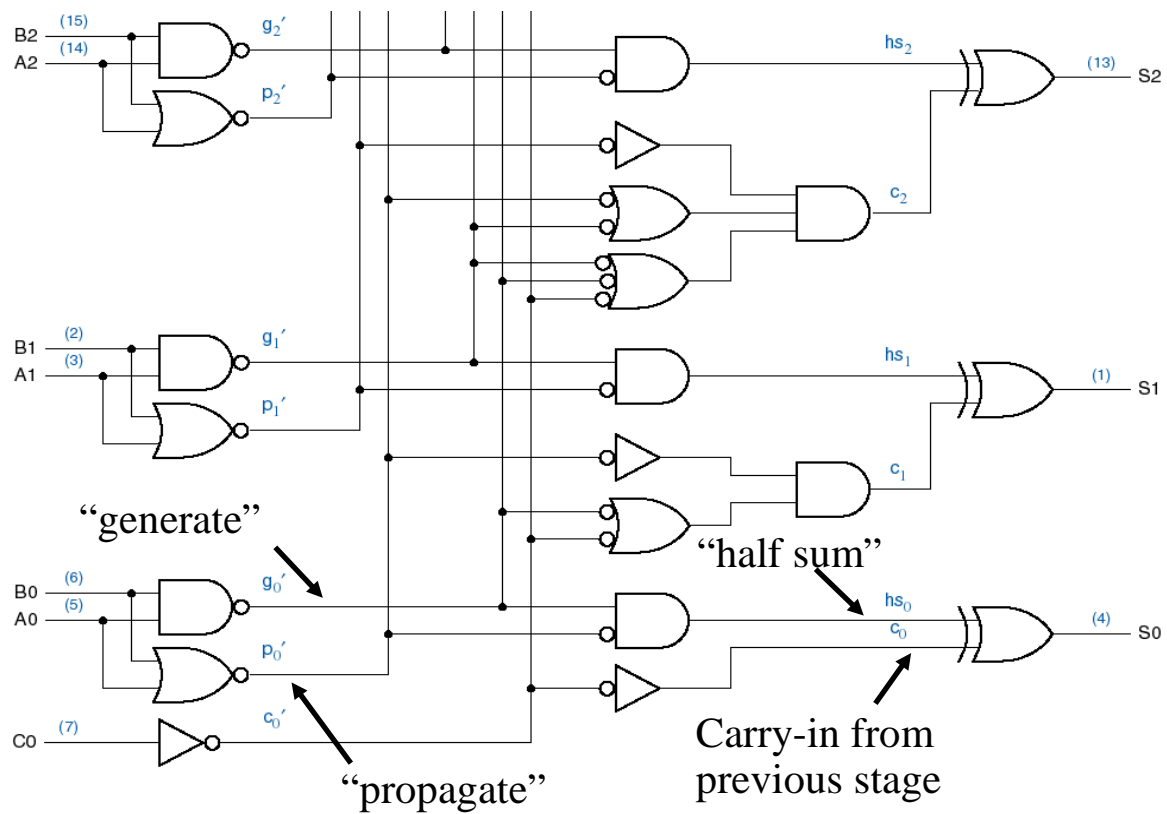 B2 (15) g2′ hs2
A2 (14) (13) S2
p2′
c2
B1 (2) g1′ hs1
A1 (3) (1) S1
p1′
c1
“generate”
“half sum”
B0 (6) g0′ hs0
A0 (5) c0 (4) S0
p0′
C0 (7) c0′
Carry-in from
previous stage
“propagate”